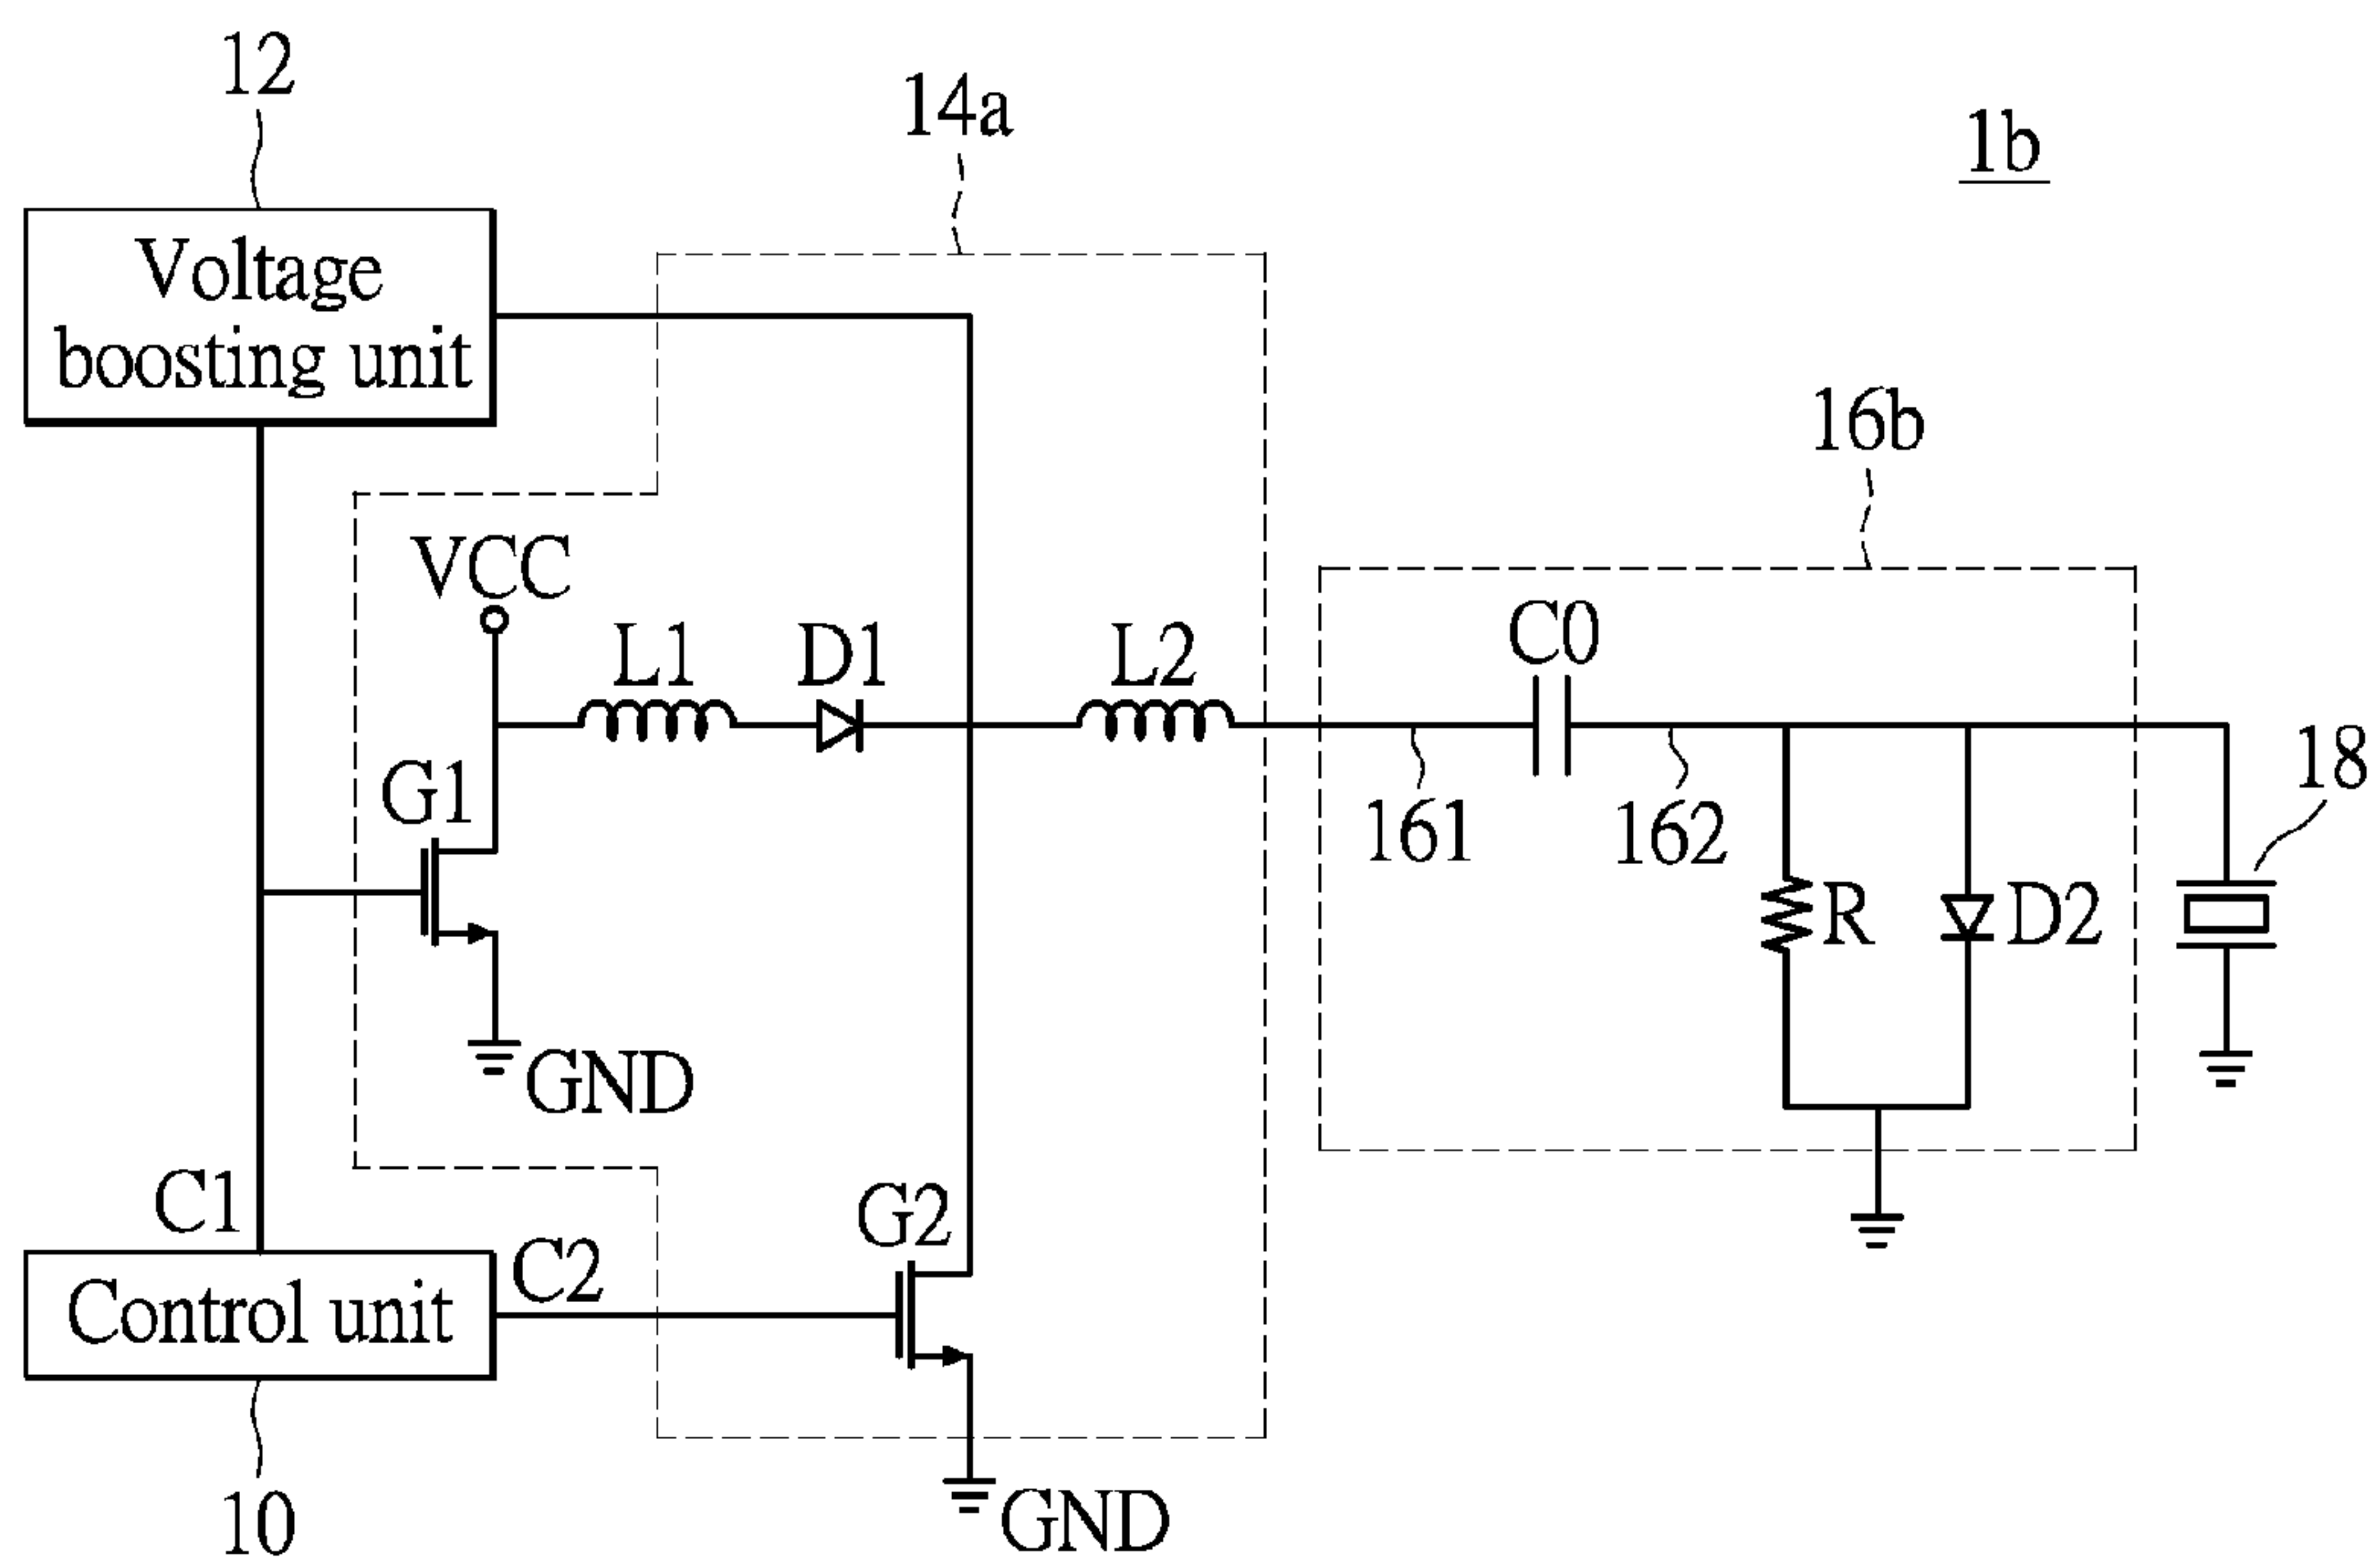 12
14a
1b
Voltage
boosting unit
16b
VCC
L1
D1
L2
C0
18
G1
161
162
R
D2
GND
C1
G2
C2
Control unit
10
GND